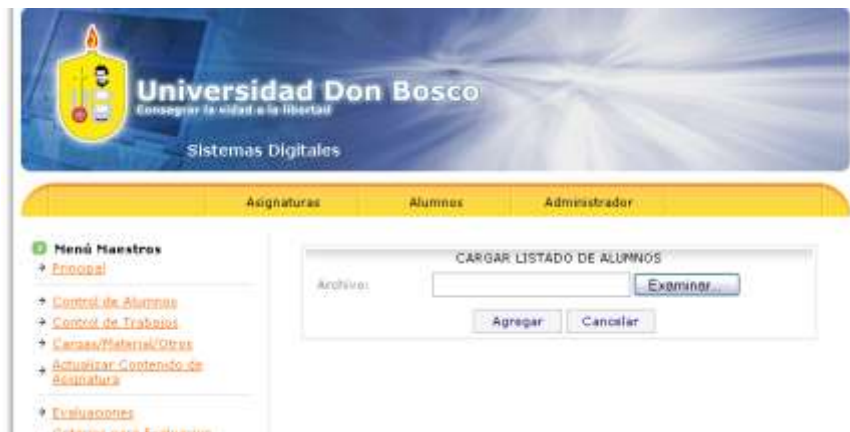 Universidad Don Bosco
Consagrar la vida a la libertad
Sistemas Digitales
Asignaturas Alumnos Administrador
Menú Maestros
Principal
Control de Alumnos
Control de Trabajos
Cargas/Material/Otros
Actualizar Contenido de
Asignatura
Evaluaciones
CARGAR LISTADO DE ALUMNOS
Archivo: Examinar...
Agregar Cancelar